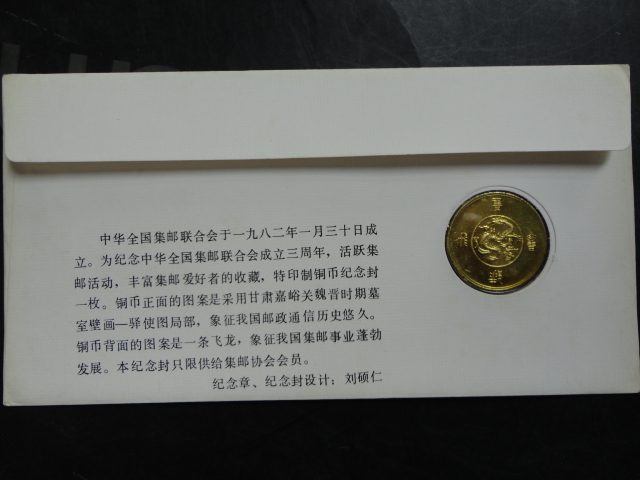 中华全国集邮联合会于一九八二年一月三十日成
立。为纪念中华全国集邮联合会成立三周年，活跃集
邮活动，丰富集邮爱好者的收藏，特印制铜币纪念封
一枚。铜币正面的图案是采用甘肃嘉峪关魏晋时期墓
室壁画—驿使图局部，象征我国邮政通信历史悠久。
铜币背面的图案是一条飞龙，象征我国集邮事业蓬勃
发展。本纪念封只限供给集邮协会会员。
纪念章、纪念封设计：刘硕仁